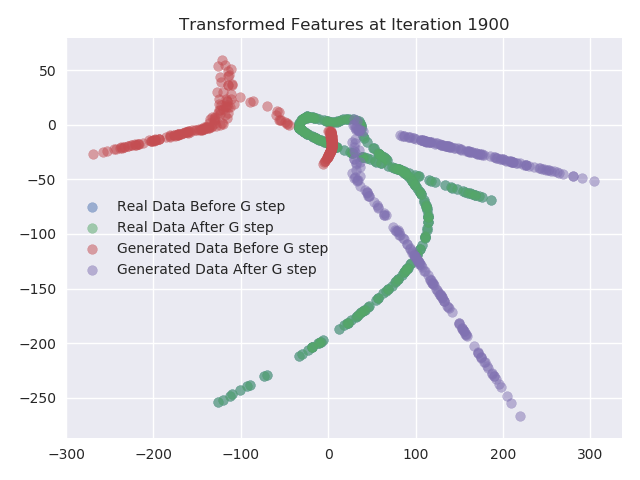 Transformed Features at Iteration 1900
50
0
−50
−100
−150
−200
−250
Real Data Before G step
Real Data After G step
Generated Data Before G step
Generated Data After G step
−300 −200 −100 0 100 200 300